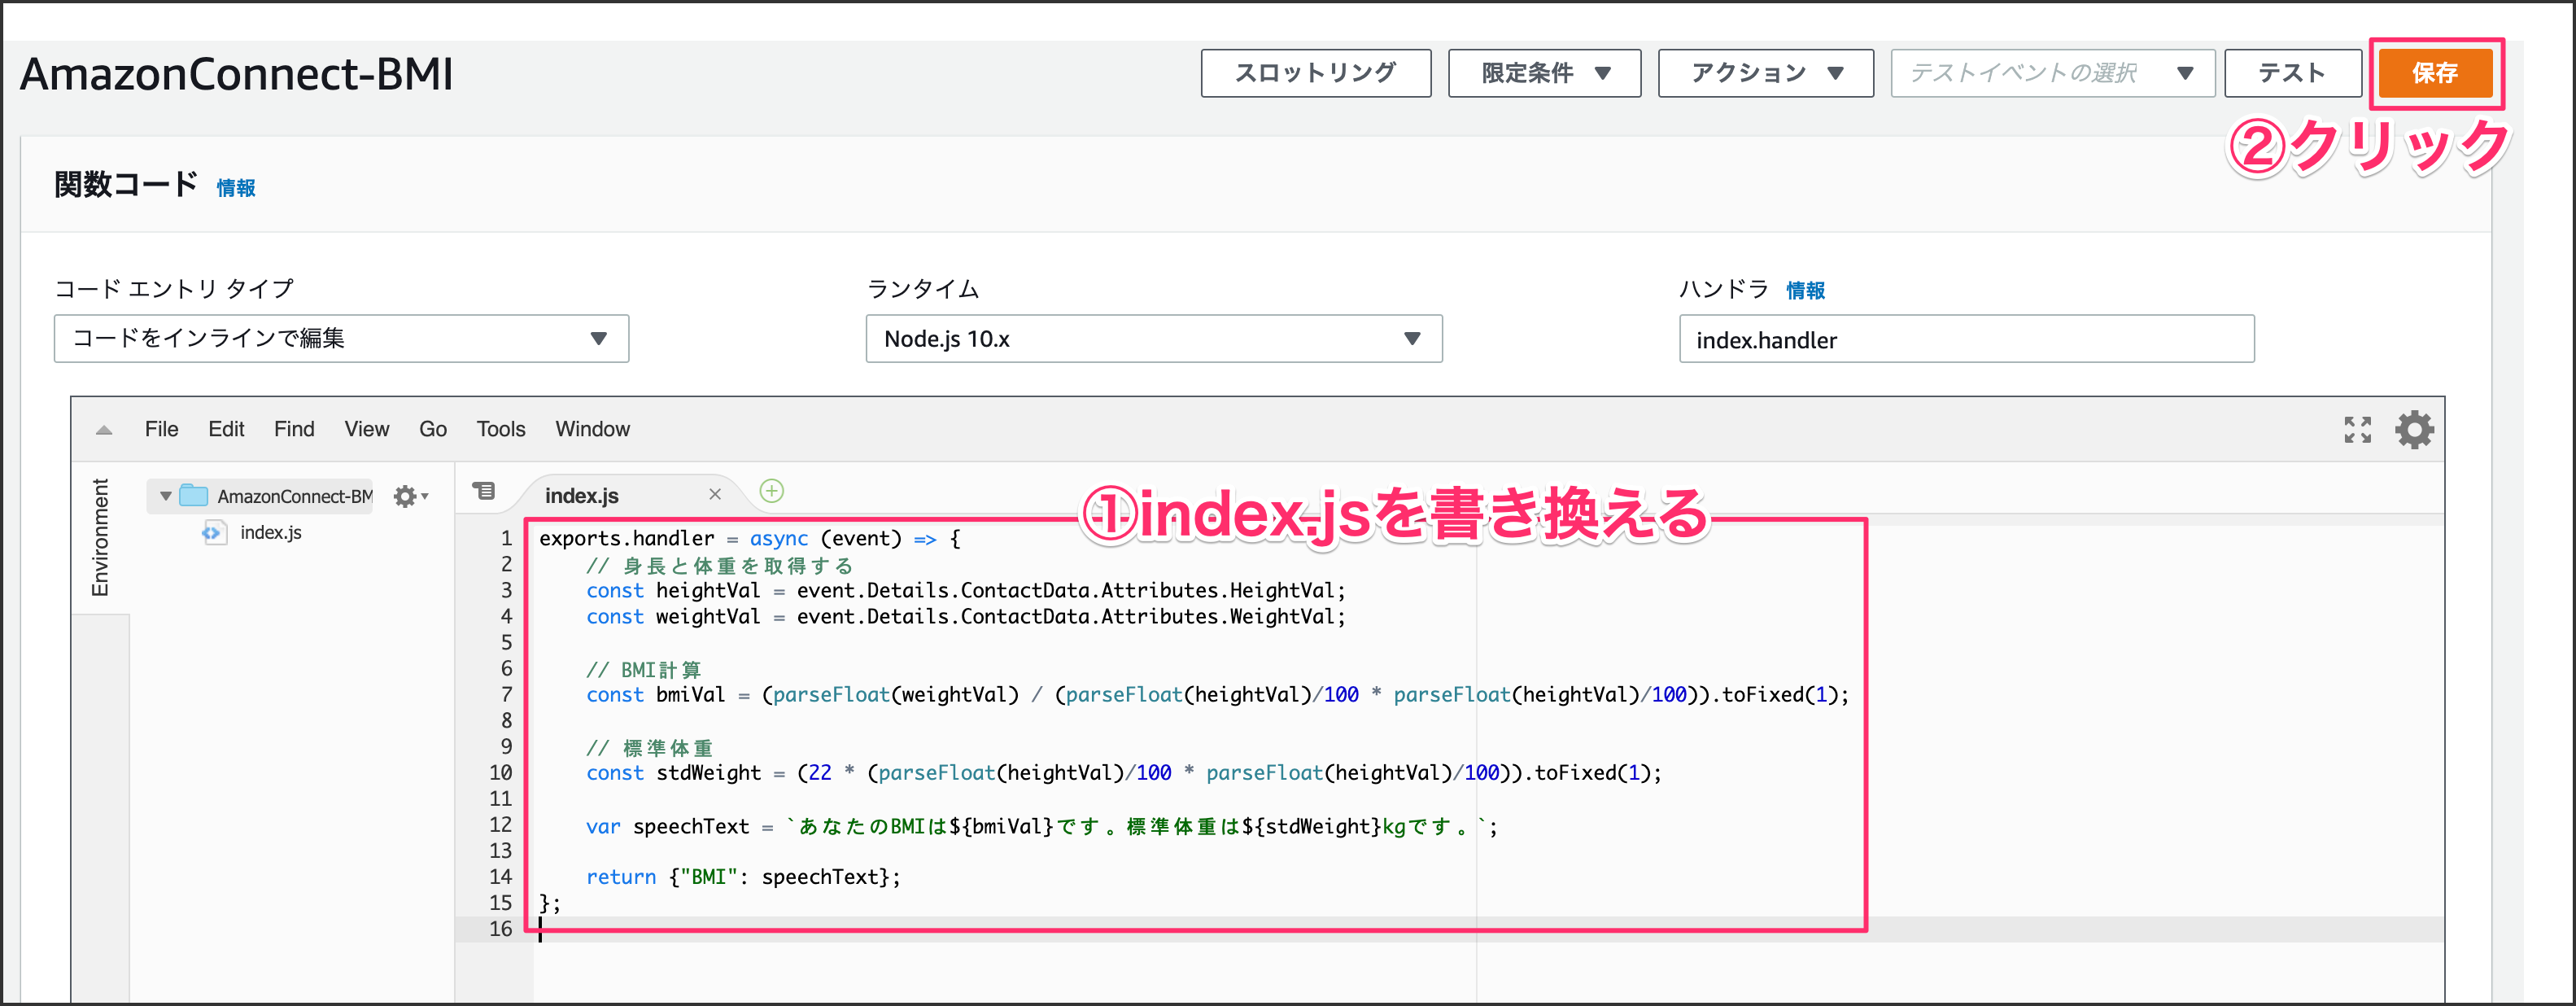 AmazonConnect-BMI
スロットリング 限定条件 アクション テストイベントの選択 テスト 保存
②クリック
関数コード 情報
コード エントリ タイプ ランタイム ハンドラ 情報
コードをインラインで編集 Node.js 10.x index.handler
File Edit Find View Go Tools Window
Environment
AmazonConnect-BM
index.js
index.js
①index.jsを書き換える
1 exports.handler = async (event) => {
2 // 身長と体重を取得する
3 const heightVal = event.Details.ContactData.Attributes.HeightVal;
4 const weightVal = event.Details.ContactData.Attributes.WeightVal;
5
6 // BMI計算
7 const bmiVal = (parseFloat(weightVal) / (parseFloat(heightVal)/100 * parseFloat(heightVal)/100)).toFixed(1);
8
9 // 標準体重
10 const stdWeight = (22 * (parseFloat(heightVal)/100 * parseFloat(heightVal)/100)).toFixed(1);
11
12 var speechText = `あなたのBMIは${bmiVal}です。標準体重は${stdWeight}kgです。`;
13
14 return {"BMI": speechText};
15 };
16